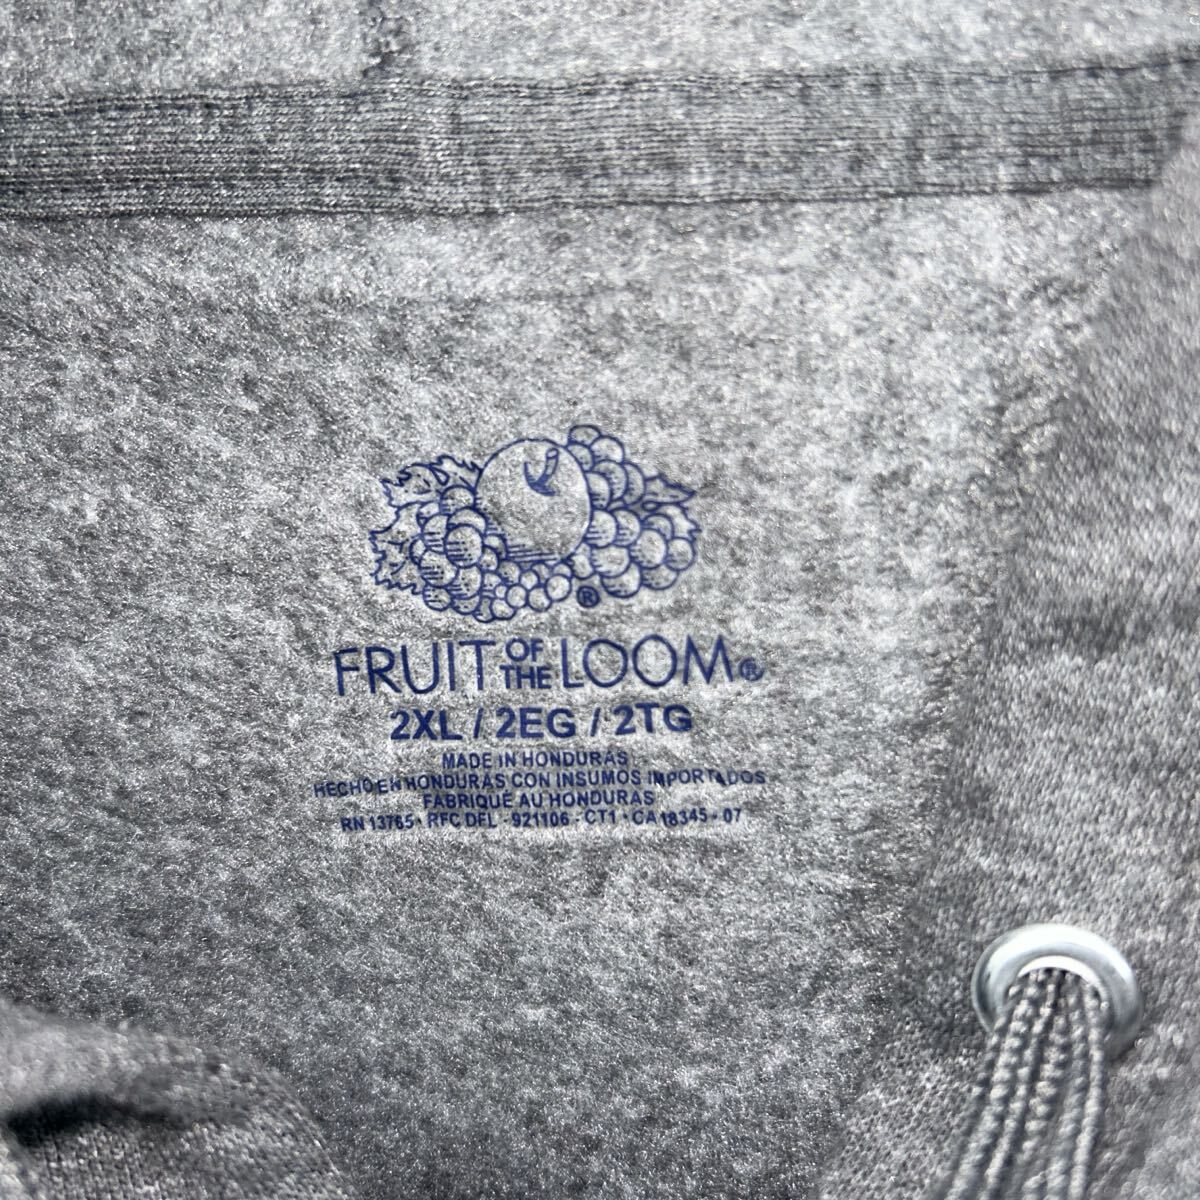 ®
FRUIT OF THE LOOM®
2XL / 2EG / 2TG
MADE IN HONDURAS
HECHO EN HONDURAS CON INSUMOS IMPORTADOS
FABRIQUÉ AU HONDURAS
RN 13765 • RFC DEL - 921106 - CT1 • CA 18345 - 07